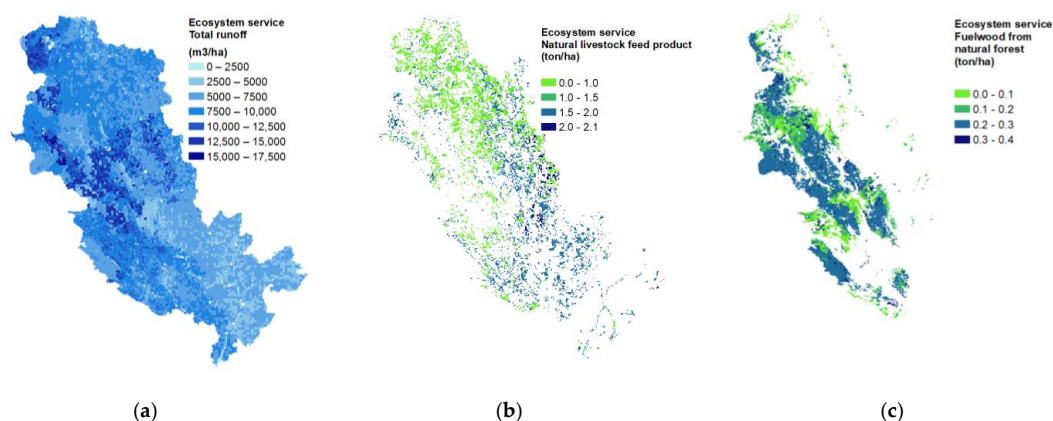 Ecosystem service
Total runoff
(m3/ha)
0 – 2500
2500 – 5000
5000 – 7500
7500 – 10,000
10,000 – 12,500
12,500 – 15,000
15,000 – 17,500
(a)
Ecosystem service
Natural livestock feed product
(ton/ha)
0.0 - 1.0
1.0 - 1.5
1.5 - 2.0
2.0 - 2.1
(b)
Ecosystem service
Fuelwood from
natural forest
(ton/ha)
0.0 - 0.1
0.1 - 0.2
0.2 - 0.3
0.3 - 0.4
(c)